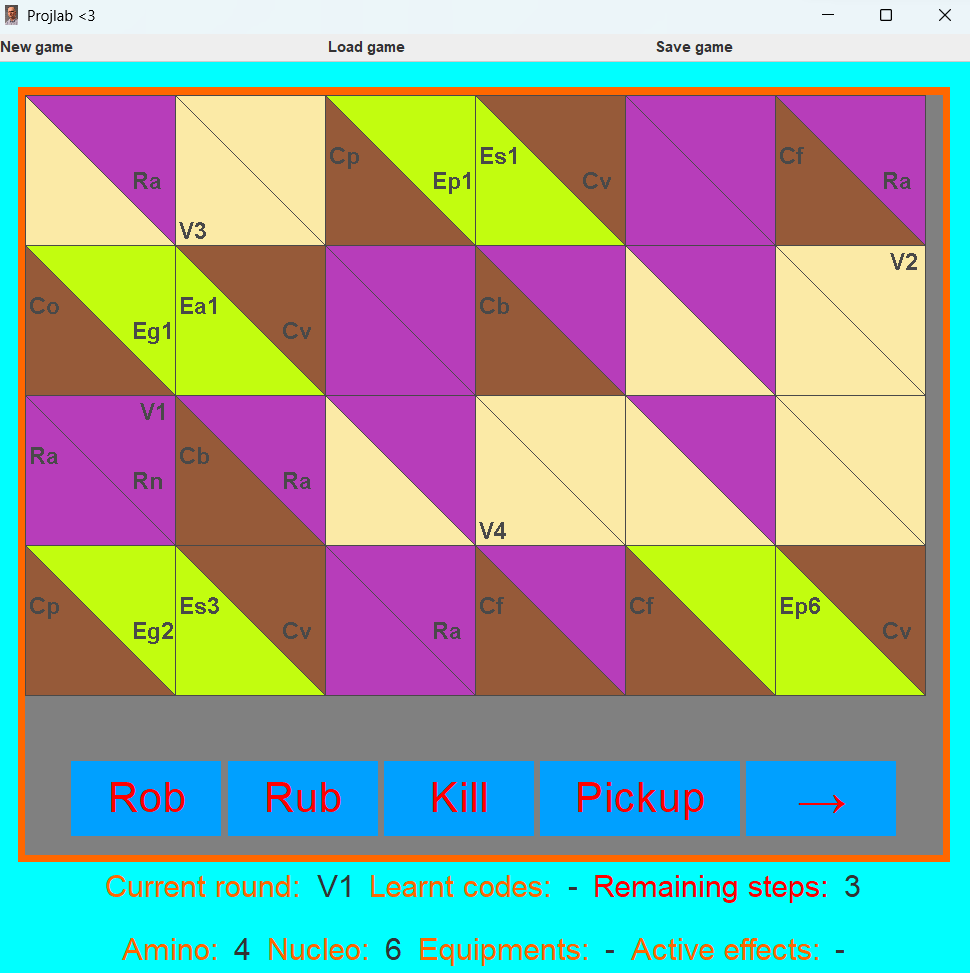 Projlab <3
New game Load game Save game
Cp Es1 Cf
Ra Ep1 Cv Ra
V3
V2
Co Ea1 Cb
Eg1 Cv
V1
Ra Cb
Rn Ra
V4
Cp Es3 Cf Cf Ep6
Eg2 Cv Ra Cv
Rob Rub Kill Pickup →
Current round: V1 Learnt codes: - Remaining steps: 3
Amino: 4 Nucleo: 6 Equipments: - Active effects: -